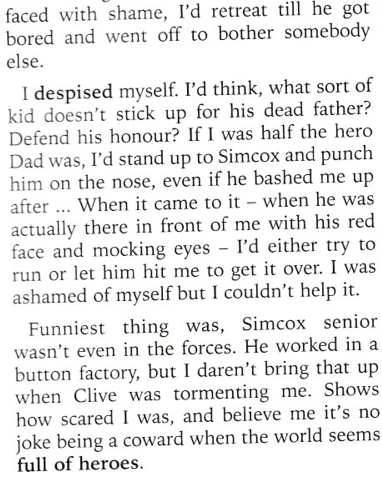 faced with shame, I'd retreat till he got
bored and went off to bother somebody
else.
I despised myself. I'd think, what sort of
kid doesn't stick up for his dead father?
Defend his honour? If I was half the hero
Dad was, I'd stand up to Simcox and punch
him on the nose, even if he bashed me up
after ... When it came to it – when he was
actually there in front of me with his red
face and mocking eyes – I'd either try to
run or let him hit me to get it over. I was
ashamed of myself but I couldn't help it.
Funniest thing was, Simcox senior
wasn't even in the forces. He worked in a
button factory, but I daren't bring that up
when Clive was tormenting me. Shows
how scared I was, and believe me it's no
joke being a coward when the world seems
full of heroes.